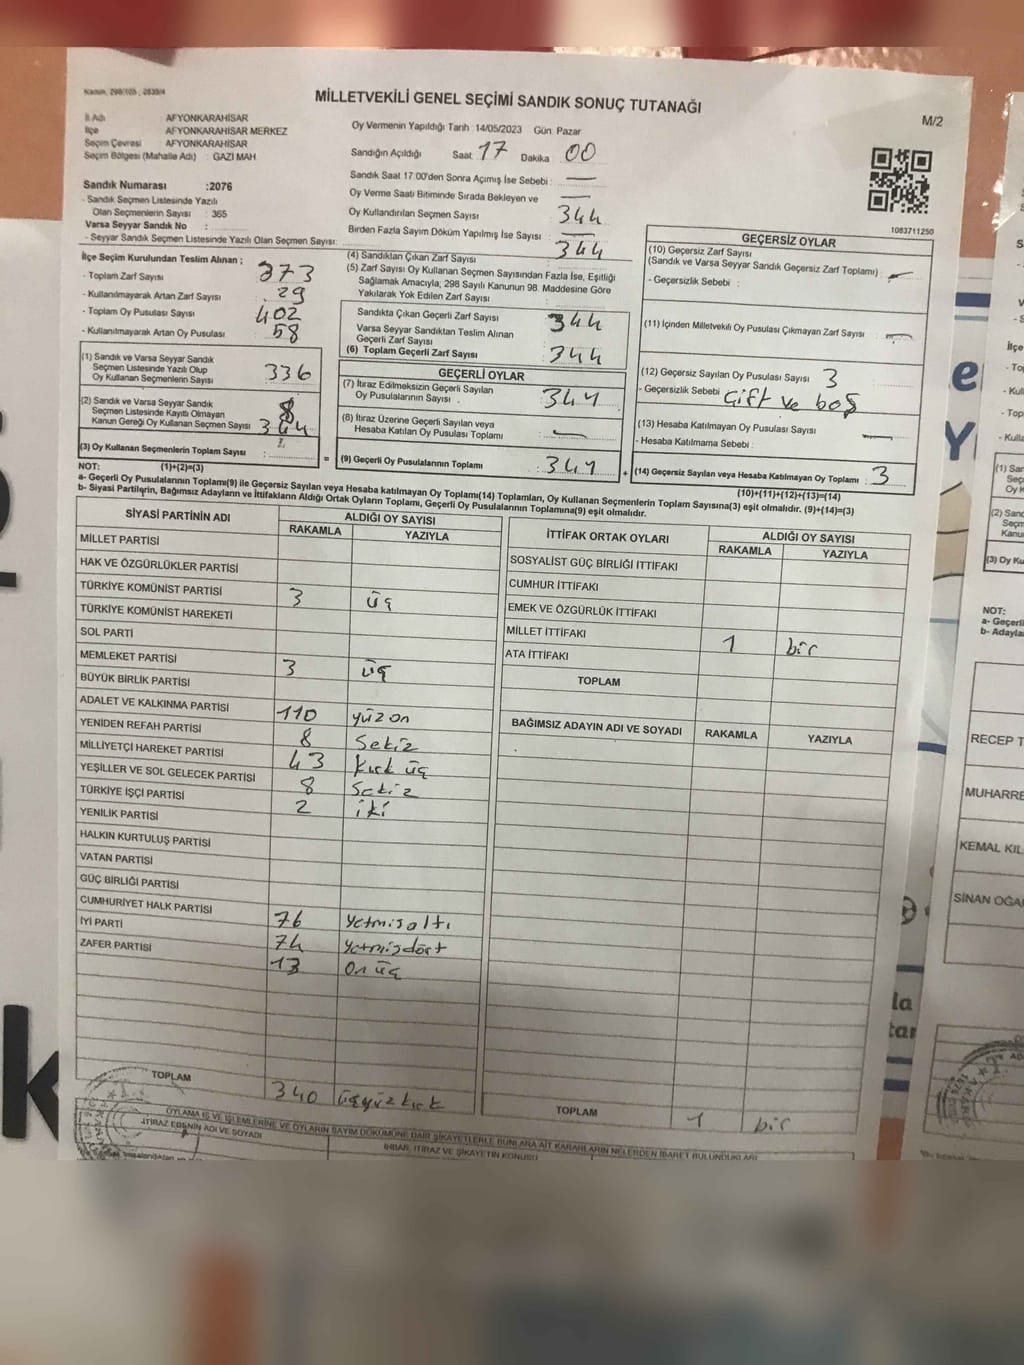 Kanun, 298/105 , 2839/4
MİLLETVEKİLİ GENEL SEÇİMİ SANDIK SONUÇ TUTANAĞI
M/2
İl Adı AFYONKARAHİSAR
İlçe AFYONKARAHİSAR MERKEZ
Seçim Çevresi : AFYONKARAHİSAR
Seçim Bölgesi (Mahalle Adı) : GAZİ MAH
Sandık Numarası :2076
- Sandık Seçmen Listesinde Yazılı
Olan Seçmenlerin Sayısı : 365
Varsa Seyyar Sandık No :
- Seyyar Sandık Seçmen Listesinde Yazılı Olan Seçmen Sayısı:
Oy Vermenin Yapıldığı Tarih : 14/05/2023 Gün: Pazar
Sandığın Açıldığı Saat 17 Dakika 00
Sandık Saat 17:00'den Sonra Açımış İse Sebebi : —
Oy Verme Saati Bitiminde Sırada Bekleyen ve —
Oy Kullandırılan Seçmen Sayısı 344
Birden Fazla Sayım Döküm Yapılmış İse Sayısı : —
1083711250
İlçe Seçim Kurulundan Teslim Alınan ;
- Toplam Zarf Sayısı : 373
- Kullanılmayarak Artan Zarf Sayısı : 29
- Toplam Oy Pusulası Sayısı : 402
- Kullanılmayarak Artan Oy Pusulası : 58
(1) Sandık ve Varsa Seyyar Sandık
Seçmen Listesinde Yazılı Olup
Oy Kullanan Seçmenlerin Sayısı : 336
(2) Sandık ve Varsa Seyyar Sandık
Seçmen Listesinde Kayıtlı Olmayan 8
Kanun Gereği Oy Kullanan Seçmen Sayısı 344
(3) Oy Kullanan Seçmenlerin Toplam Sayısı :
(1)+(2)=(3)
(4) Sandıktan Çıkan Zarf Sayısı : 344
(5) Zarf Sayısı Oy Kullanan Seçmen Sayısından Fazla İse, Eşitliği
Sağlamak Amacıyla, 298 Sayılı Kanunun 98. Maddesine Göre
Yakılarak Yok Edilen Zarf Sayısı :
Sandıkta Çıkan Geçerli Zarf Sayısı : 344
Varsa Seyyar Sandıktan Teslim Alınan
Geçerli Zarf Sayısı :
(6) Toplam Geçerli Zarf Sayısı : 344
GEÇERLİ OYLAR
(7) İtiraz Edilmeksizin Geçerli Sayılan
Oy Pusulalarının Sayısı : 341
(8) İtiraz Üzerine Geçerli Sayılan veya
Hesaba Katılan Oy Pusulası Toplamı : —
= (9) Geçerli Oy Pusulalarının Toplamı : 341 +
GEÇERSİZ OYLAR
(10) Geçersiz Zarf Sayısı
(Sandık ve Varsa Seyyar Sandık Geçersiz Zarf Toplamı) : —
- Geçersizlik Sebebi :
(11) İçinden Milletvekili Oy Pusulası Çıkmayan Zarf Sayısı : —
(12) Geçersiz Sayılan Oy Pusulası Sayısı : 3
- Geçersizlik Sebebi : Çift ve boş
(13) Hesaba Katılmayan Oy Pusulası Sayısı : —
- Hesaba Katılmama Sebebi :
(14) Geçersiz Sayılan veya Hesaba Katılmayan Oy Toplamı : 3
(10)+(11)+(12)+(13)=(14)
NOT:
a- Geçerli Oy Pusulaları Toplamı(9) ile Geçersiz Sayılan veya Hesaba katılmayan Oy Toplamı(14) Toplamları, Oy Kullanan Seçmenlerin Toplam Sayısına(3) eşit olmalıdır. (9)+(14)=(3)
b- Siyasi Partilerin, Bağımsız Adayların ve İttifakların Aldığı Ortak Oyların Toplamı, Geçerli Oy Pusulalarının Toplamına(9) eşit olmalıdır.
SİYASİ PARTİNİN ADI ALDIĞI OY SAYISI
RAKAMLA YAZIYLA
MİLLET PARTİSİ
HAK VE ÖZGÜRLÜKLER PARTİSİ
TÜRKİYE KOMÜNİST PARTİSİ 3 üç
TÜRKİYE KOMÜNİST HAREKETİ
SOL PARTİ
MEMLEKET PARTİSİ 3 üç
BÜYÜK BİRLİK PARTİSİ
ADALET VE KALKINMA PARTİSİ 110 yüz on
YENİDEN REFAH PARTİSİ 8 Sekiz
MİLLİYETÇİ HAREKET PARTİSİ 43 kırk üç
YEŞİLLER VE SOL GELECEK PARTİSİ 8 Sekiz
TÜRKİYE İŞÇİ PARTİSİ 2 iki
YENİLİK PARTİSİ
HALKIN KURTULUŞ PARTİSİ
VATAN PARTİSİ
GÜÇ BİRLİĞİ PARTİSİ
CUMHURİYET HALK PARTİSİ 76 yetmişaltı
İYİ PARTİ 74 yetmişdört
ZAFER PARTİSİ 13 On üç
TOPLAM 340 üçyüzkırk
İTTİFAK ORTAK OYLARI ALDIĞI OY SAYISI
RAKAMLA YAZIYLA
SOSYALİST GÜÇ BİRLİĞİ İTTİFAKI
CUMHUR İTTİFAKI
EMEK VE ÖZGÜRLÜK İTTİFAKI
MİLLET İTTİFAKI 1 bir
ATA İTTİFAKI
TOPLAM
BAĞIMSIZ ADAYIN ADI VE SOYADI RAKAMLA YAZIYLA
TOPLAM 1 bir
OYLAMA İŞ VE İŞLEMLERİNE VE OYLARIN SAYIM DÖKÜMÜNE DAİR ŞİKAYETLERLE BUNLARA AİT KARARLARIN NELERDEN İBARET BULUNDUKLARI
İTİRAZ EDENİN ADI VE SOYADI
İHBAR, İTİRAZ VE ŞİKAYETİN KONUSU
İlçe
(3) Oy Ku
NOT:
a- Geçerli
b- Adaylar
RECEP T
MUHARRE
KEMAL KIL
SİNAN OĞA
e
Y
la
tar
k